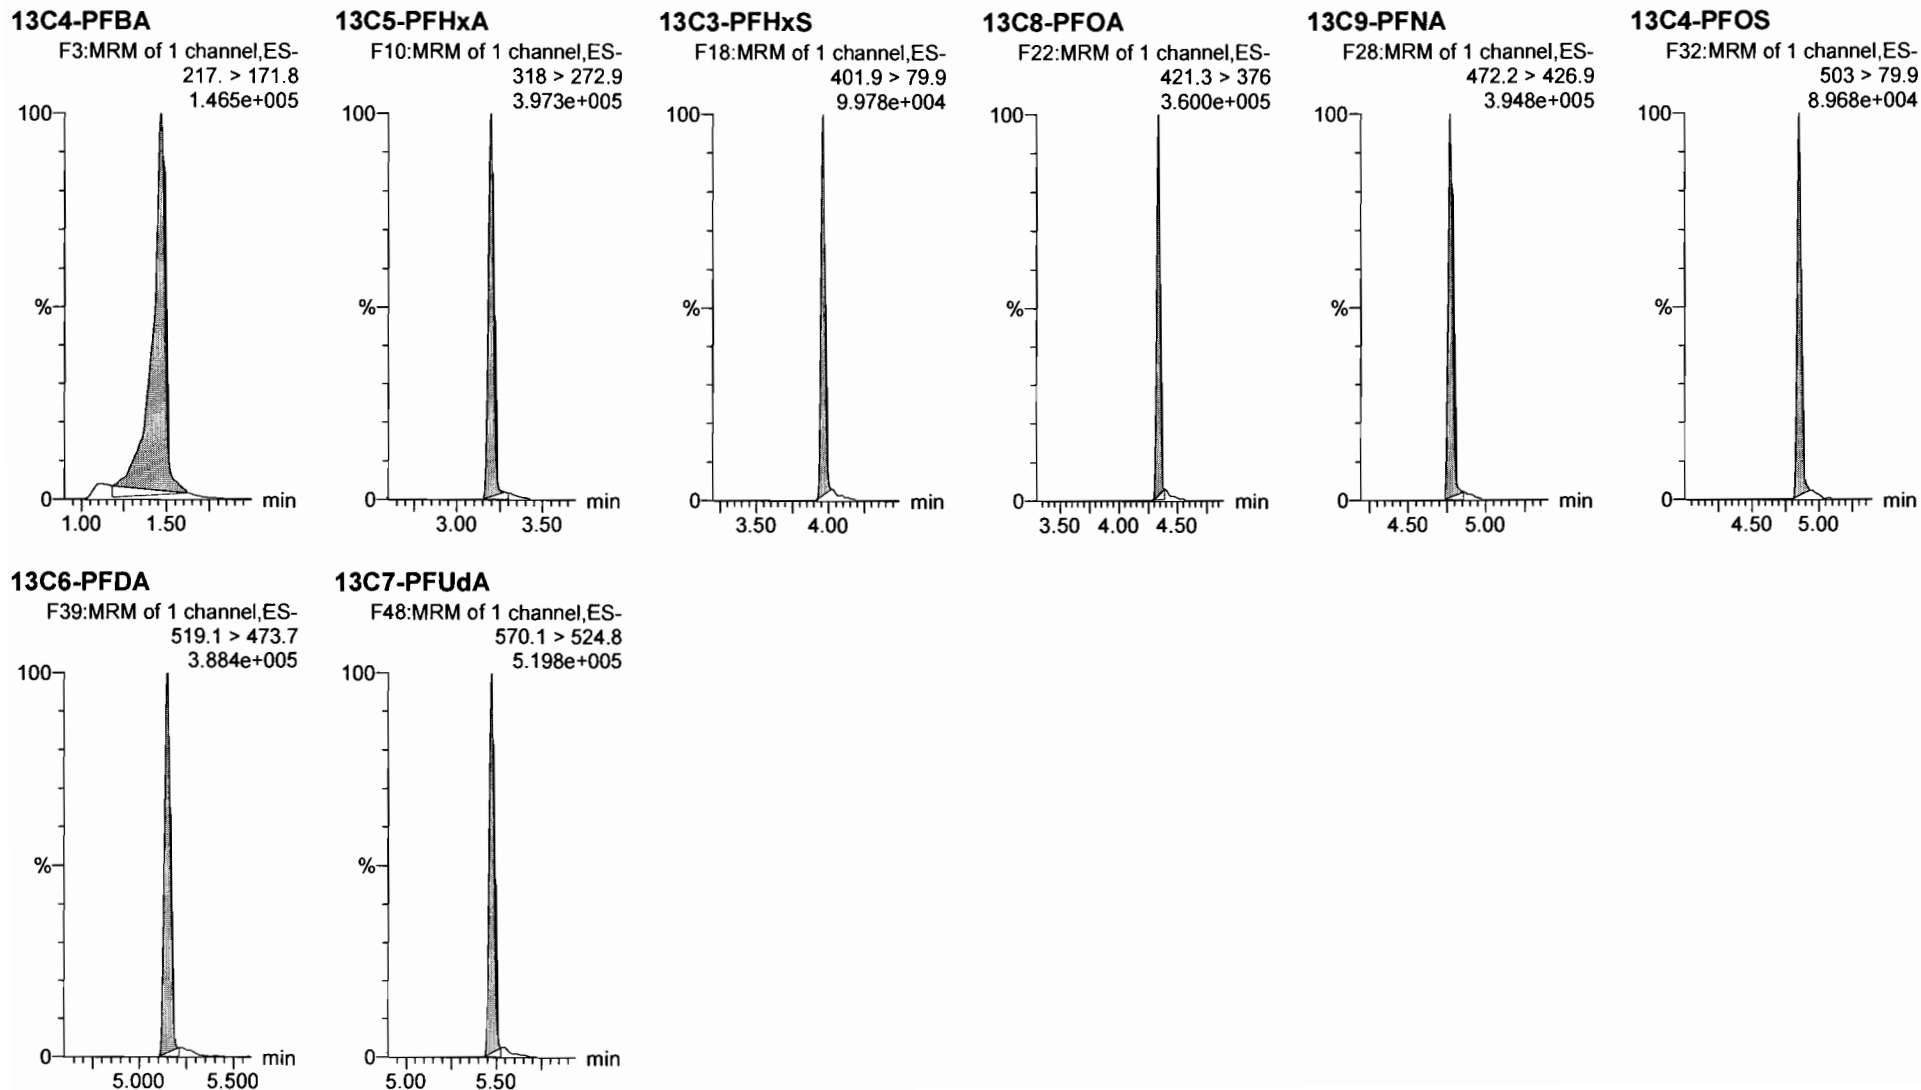 13C4-PFBA
F3:MRM of 1 channel,ES-
217. > 171.8
1.465e+005
100
%
0
min
1.00 1.50
13C5-PFHxA
F10:MRM of 1 channel,ES-
318 > 272.9
3.973e+005
100
%
0
min
3.00 3.50
13C3-PFHxS
F18:MRM of 1 channel,ES-
401.9 > 79.9
9.978e+004
100
%
0
min
3.50 4.00
13C8-PFOA
F22:MRM of 1 channel,ES-
421.3 > 376
3.600e+005
100
%
0
min
3.50 4.00 4.50
13C9-PFNA
F28:MRM of 1 channel,ES-
472.2 > 426.9
3.948e+005
100
%
0
min
4.50 5.00
13C4-PFOS
F32:MRM of 1 channel,ES-
503 > 79.9
8.968e+004
100
%
0
min
4.50 5.00
13C6-PFDA
F39:MRM of 1 channel,ES-
519.1 > 473.7
3.884e+005
100
%
0
min
5.000 5.500
13C7-PFUdA
F48:MRM of 1 channel,ES-
570.1 > 524.8
5.198e+005
100
%
0
min
5.00 5.50